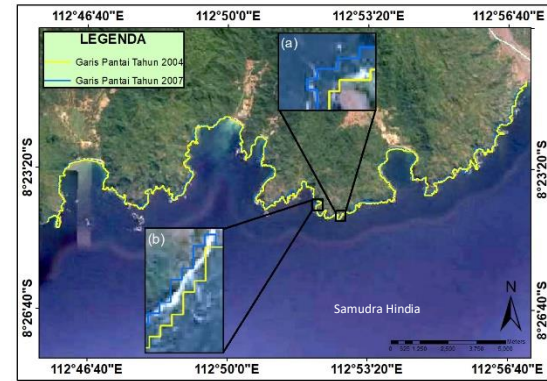 112°46'40"E 112°50'0"E 112°53'20"E 112°56'40"E
LEGENDA
Garis Pantai Tahun 2004
Garis Pantai Tahun 2007
(a)
8°23'20"S 8°23'20"S
(b)
8°26'40"S 8°26'40"S
N
Samudra Hindia
Meters
112°46'40"E 112°50'0"E 112°53'20"E 112°56'40"E